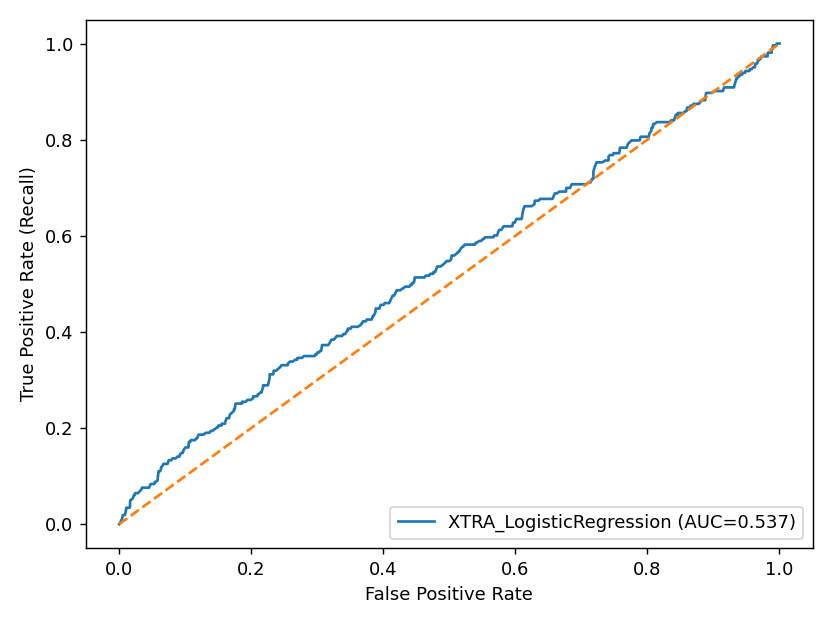 1.0
0.8
0.6
0.4
0.2
0.0
True Positive Rate (Recall)
XTRA_LogisticRegression (AUC=0.537)
0.0 0.2 0.4 0.6 0.8 1.0
False Positive Rate